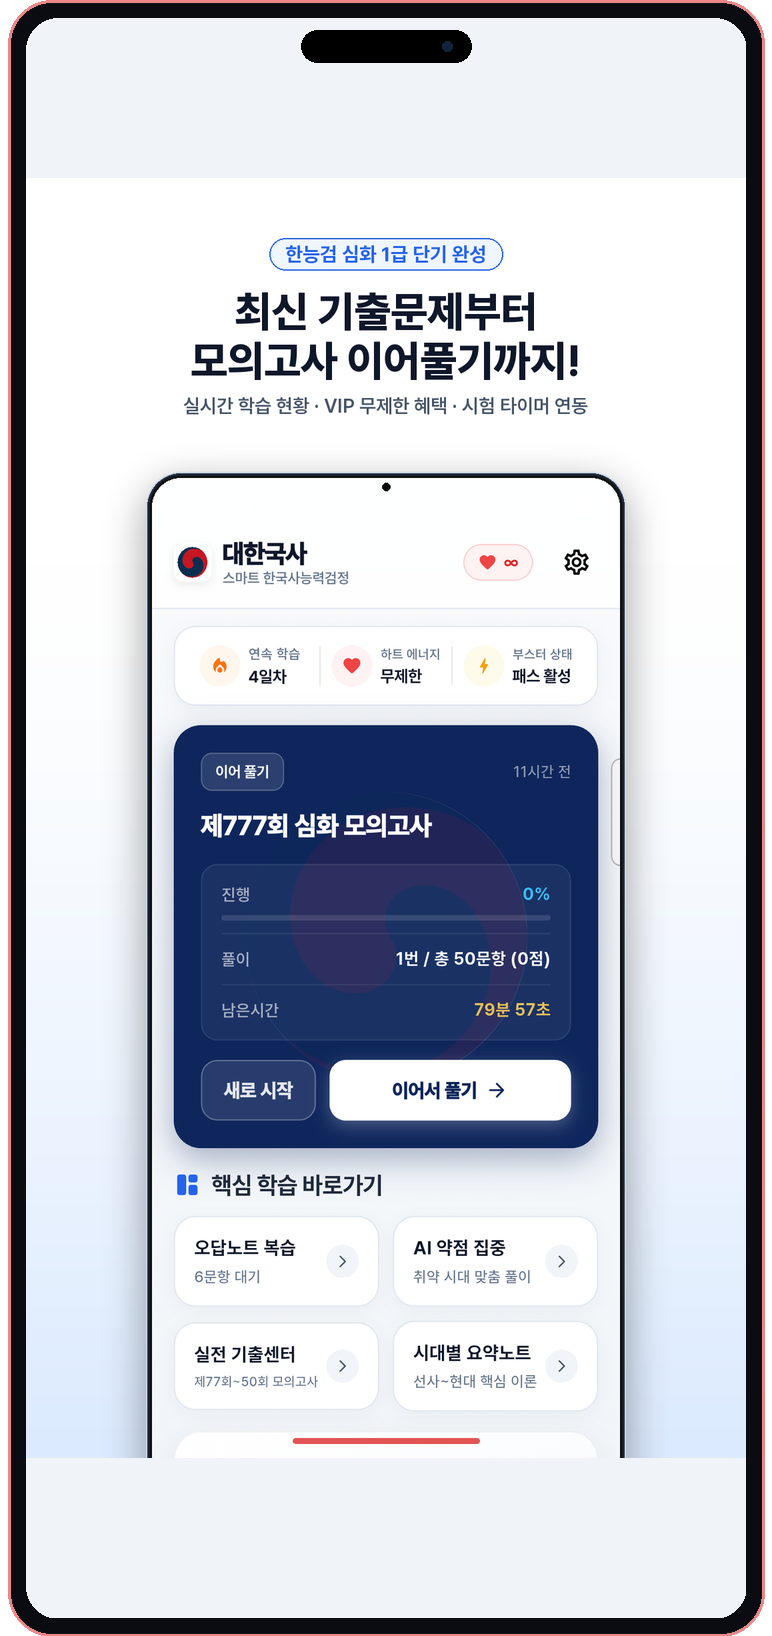 한능검 심화 1급 단기 완성
최신 기출문제부터
모의고사 이어풀기까지!
실시간 학습 현황 · VIP 무제한 혜택 · 시험 타이머 연동
대한국사
스마트 한국사능력검정
∞
연속 학습
4일차
하트 에너지
무제한
부스터 상태
패스 활성
이어 풀기
11시간 전
제777회 심화 모의고사
진행 0%
풀이 1번 / 총 50문항 (0점)
남은시간 79분 57초
새로 시작
이어서 풀기 →
핵심 학습 바로가기
오답노트 복습
6문항 대기
AI 약점 집중
취약 시대 맞춤 풀이
실전 기출센터
제77회~50회 모의고사
시대별 요약노트
선사~현대 핵심 이론